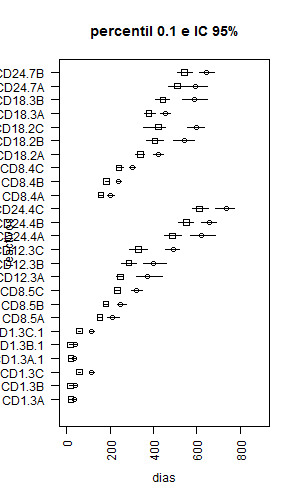 percentil 0.1 e IC 95%
CD24.7B
CD24.7A
CD18.3B
CD18.3A
CD18.2C
CD18.2B
CD18.2A
CD8.4C
CD8.4B
CD8.4A
CD24.4C
CD24.4B
CD24.4A
CD12.3C
CD12.3B
CD12.3A
CD8.5C
CD8.5B
CD8.5A
CD1.3C.1
CD1.3B.1
CD1.3A.1
CD1.3C
CD1.3B
CD1.3A
0
200
400
600
800
dias